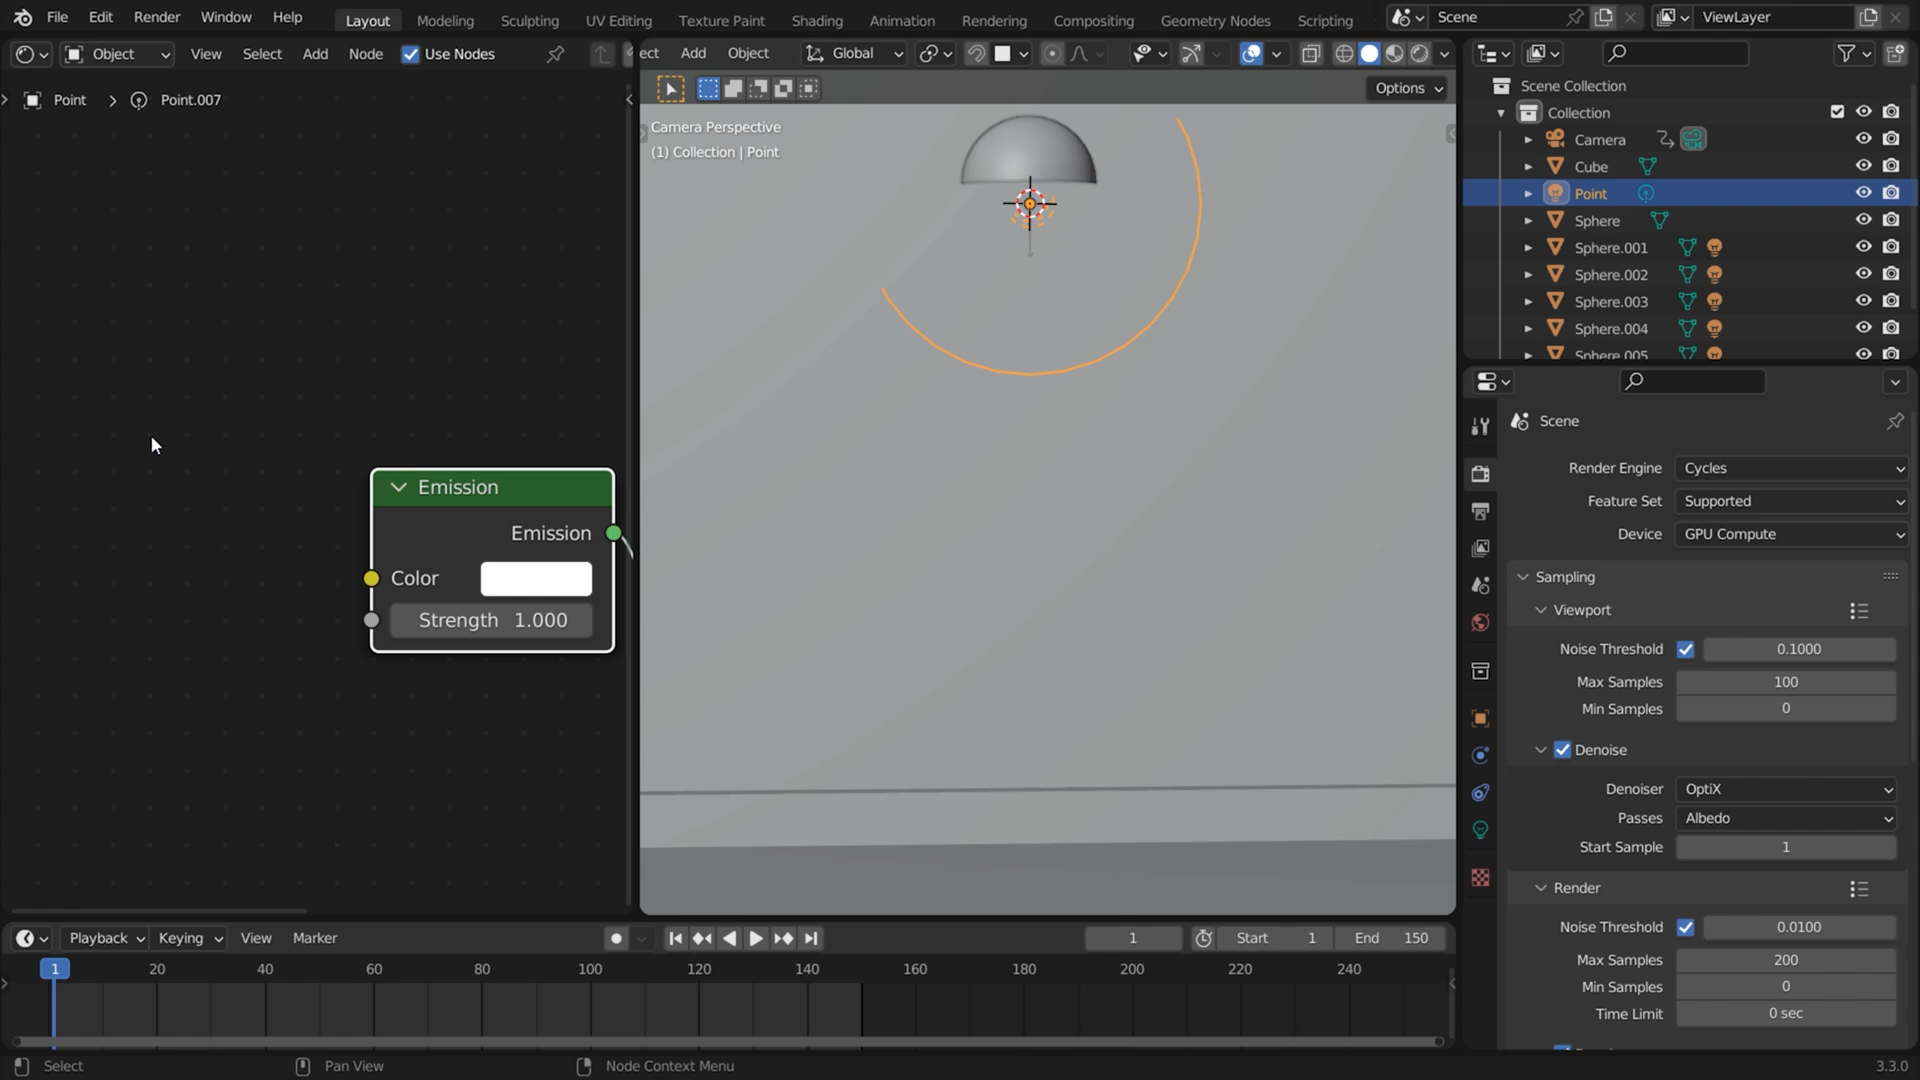 File Edit Render Window Help Layout Modeling Sculpting UV Editing Texture Paint Shading Animation Rendering Compositing Geometry Nodes Scripting Scene ViewLayer
Object View Select Add Node Use Nodes
ect Add Object Global
Options
Point Point.007
Camera Perspective
(1) Collection | Point
Emission
Emission
Color
Strength 1.000
Scene Collection
Collection
Camera
Cube
Point
Sphere
Sphere.001
Sphere.002
Sphere.003
Sphere.004
Sphere.005
Scene
Render Engine Cycles
Feature Set Supported
Device GPU Compute
Sampling
Viewport
Noise Threshold 0.1000
Max Samples 100
Min Samples 0
Denoise
Denoiser OptiX
Passes Albedo
Start Sample 1
Render
Noise Threshold 0.0100
Max Samples 200
Min Samples 0
Time Limit 0 sec
Playback Keying View Marker 1 Start 1 End 150
1 20 40 60 80 100 120 140 160 180 200 220 240
Select Pan View Node Context Menu 3.3.0